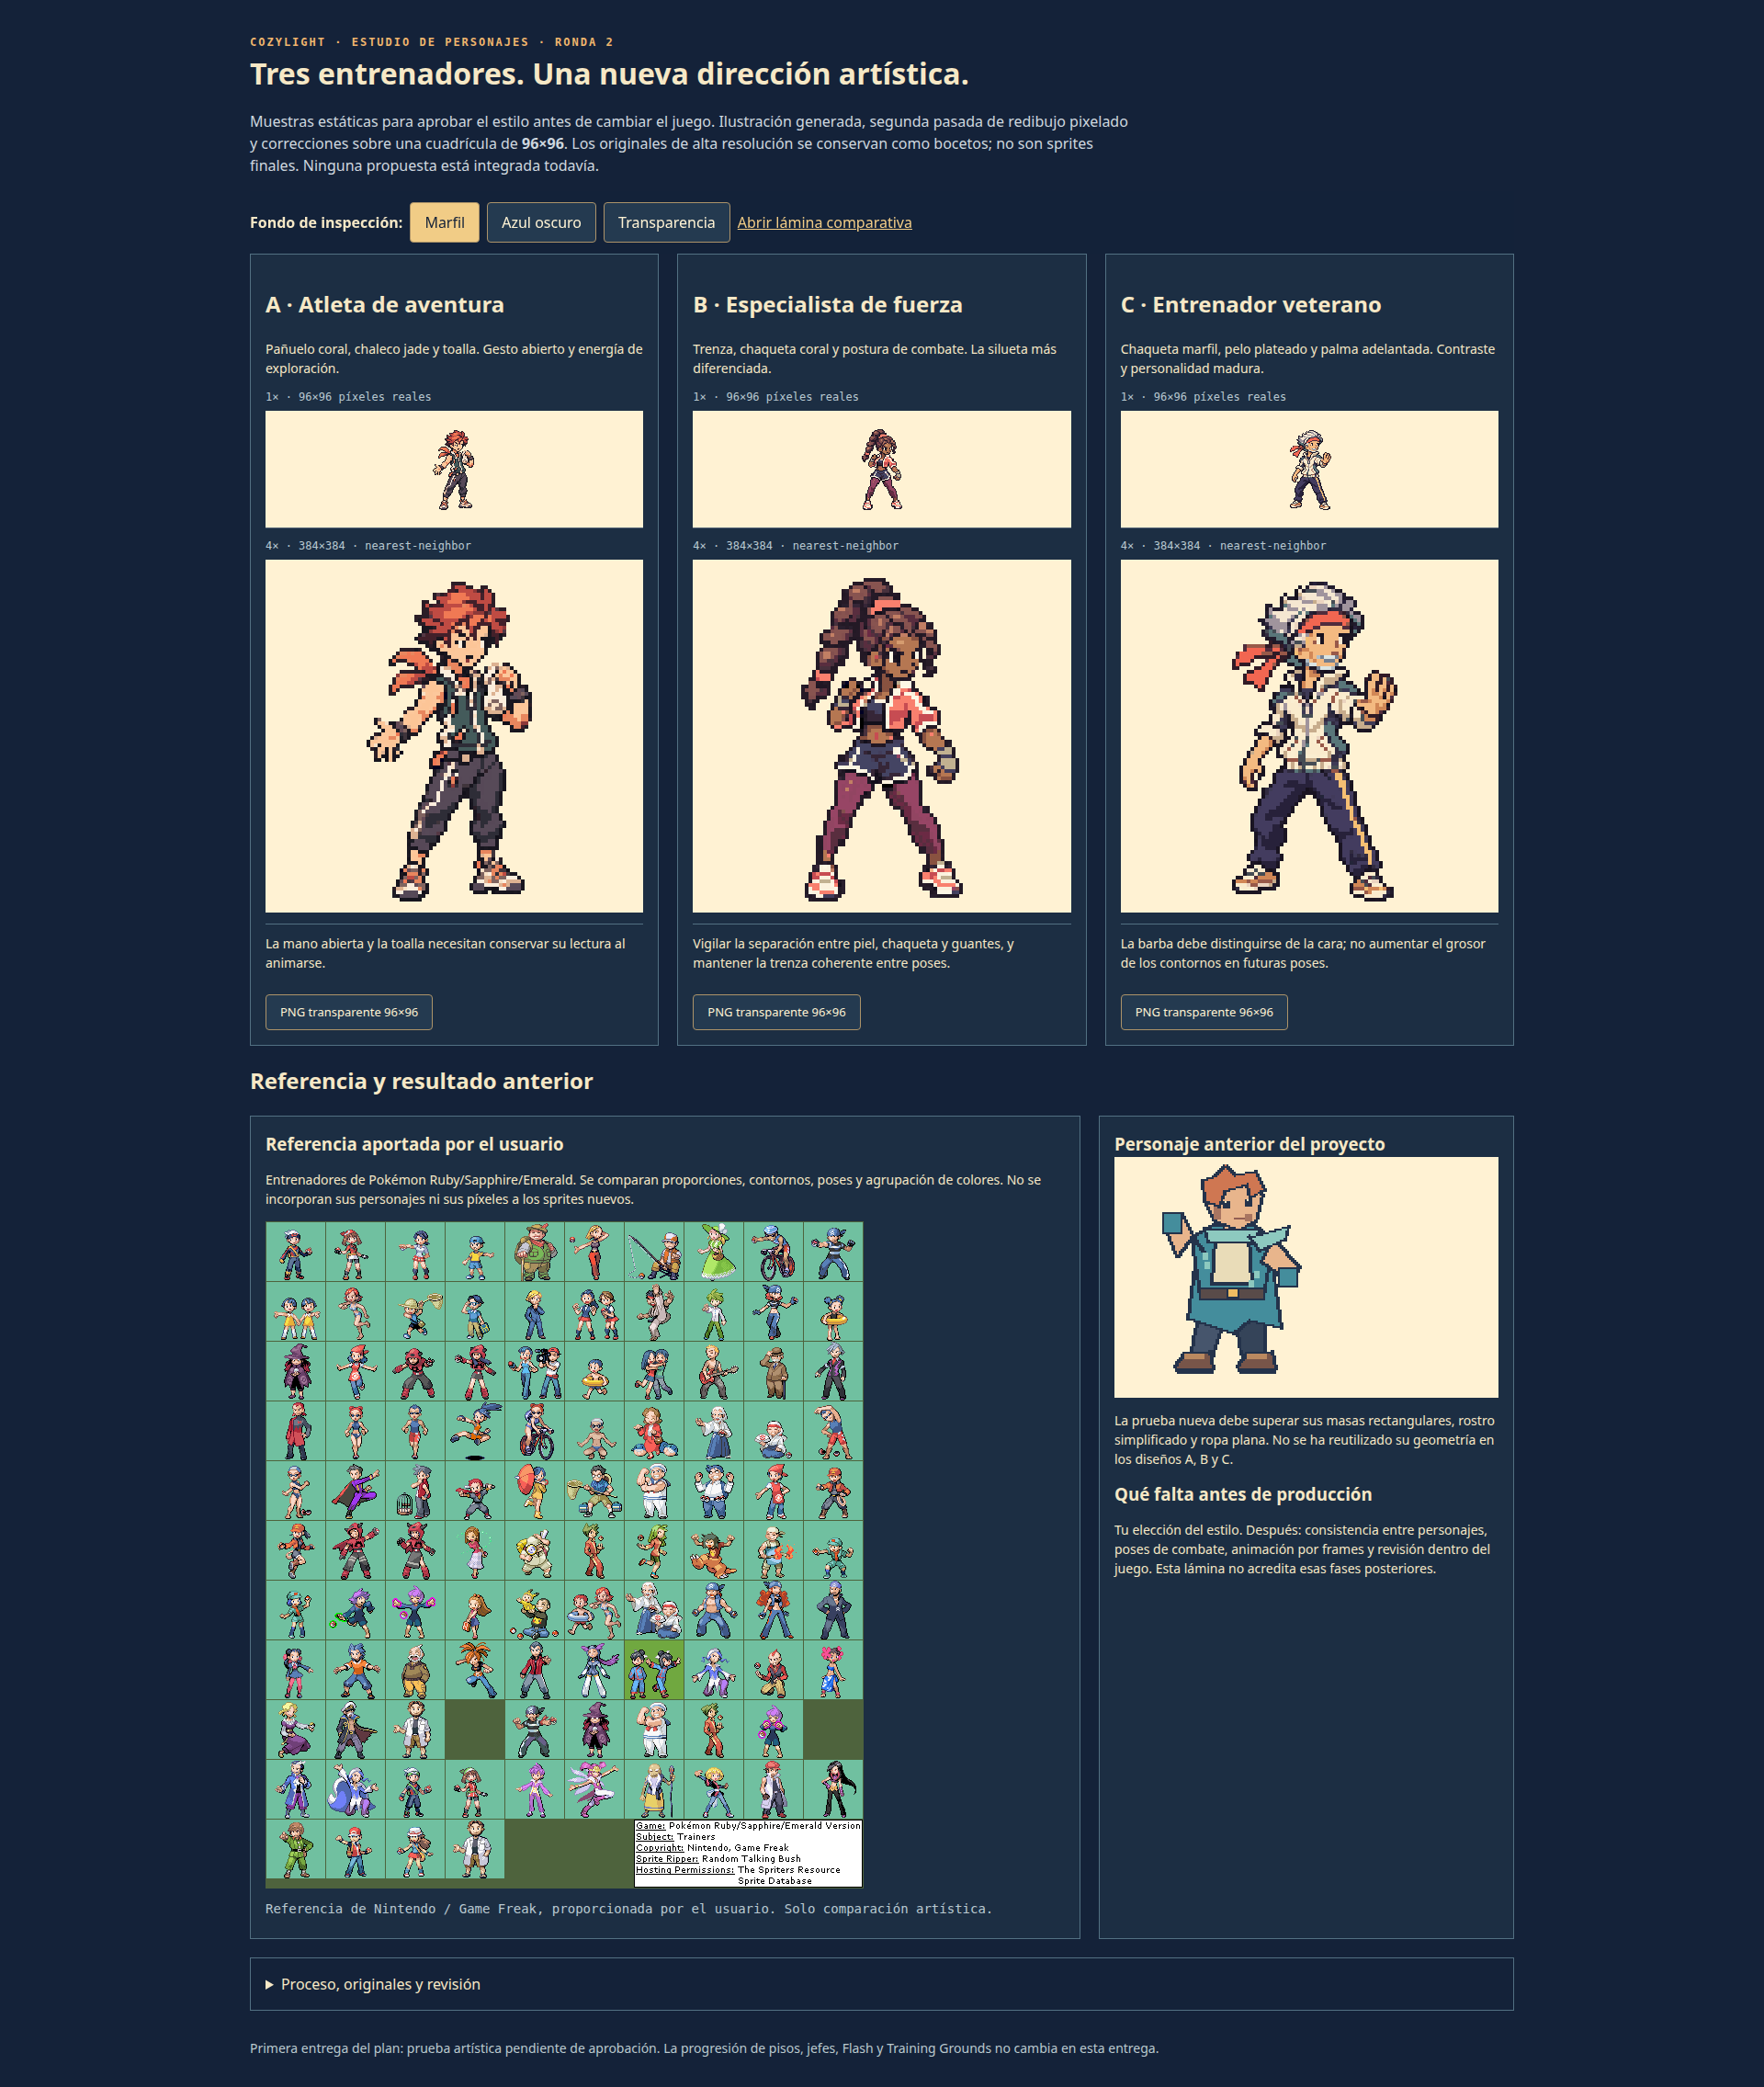 COZYLIGHT · ESTUDIO DE PERSONAJES · RONDA 2
Tres entrenadores. Una nueva dirección artística.
Muestras estáticas para aprobar el estilo antes de cambiar el juego. Ilustración generada, segunda pasada de redibujo pixelado
y correcciones sobre una cuadrícula de 96×96. Los originales de alta resolución se conservan como bocetos; no son sprites
finales. Ninguna propuesta está integrada todavía.
Fondo de inspección: Marfil Azul oscuro Transparencia Abrir lámina comparativa
A · Atleta de aventura
Pañuelo coral, chaleco jade y toalla. Gesto abierto y energía de
exploración.
1× · 96×96 píxeles reales
4× · 384×384 · nearest-neighbor
La mano abierta y la toalla necesitan conservar su lectura al
animarse.
PNG transparente 96×96
B · Especialista de fuerza
Trenza, chaqueta coral y postura de combate. La silueta más
diferenciada.
1× · 96×96 píxeles reales
4× · 384×384 · nearest-neighbor
Vigilar la separación entre piel, chaqueta y guantes, y
mantener la trenza coherente entre poses.
PNG transparente 96×96
C · Entrenador veterano
Chaqueta marfil, pelo plateado y palma adelantada. Contraste
y personalidad madura.
1× · 96×96 píxeles reales
4× · 384×384 · nearest-neighbor
La barba debe distinguirse de la cara; no aumentar el grosor
de los contornos en futuras poses.
PNG transparente 96×96
Referencia y resultado anterior
Referencia aportada por el usuario
Entrenadores de Pokémon Ruby/Sapphire/Emerald. Se comparan proporciones, contornos, poses y agrupación de colores. No se
incorporan sus personajes ni sus píxeles a los sprites nuevos.
Game: Pokémon Ruby/Sapphire/Emerald Version
Subject: Trainers
Copyright: Nintendo, Game Freak
Sprite Ripper: Random Talking Bush
Hosting Permissions: The Spriters Resource
Sprite Database
Referencia de Nintendo / Game Freak, proporcionada por el usuario. Solo comparación artística.
Personaje anterior del proyecto
La prueba nueva debe superar sus masas rectangulares, rostro
simplificado y ropa plana. No se ha reutilizado su geometría en
los diseños A, B y C.
Qué falta antes de producción
Tu elección del estilo. Después: consistencia entre personajes,
poses de combate, animación por frames y revisión dentro del
juego. Esta lámina no acredita esas fases posteriores.
Proceso, originales y revisión
Primera entrega del plan: prueba artística pendiente de aprobación. La progresión de pisos, jefes, Flash y Training Grounds no cambia en esta entrega.